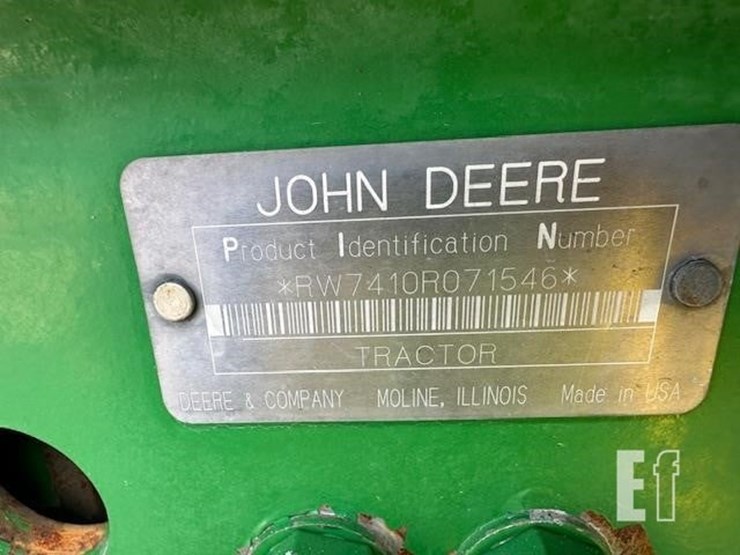 JOHN DEERE
Product Identification Number
*RW7410R071546*
TRACTOR
DEERE & COMPANY MOLINE, ILLINOIS Made in USA
Ef